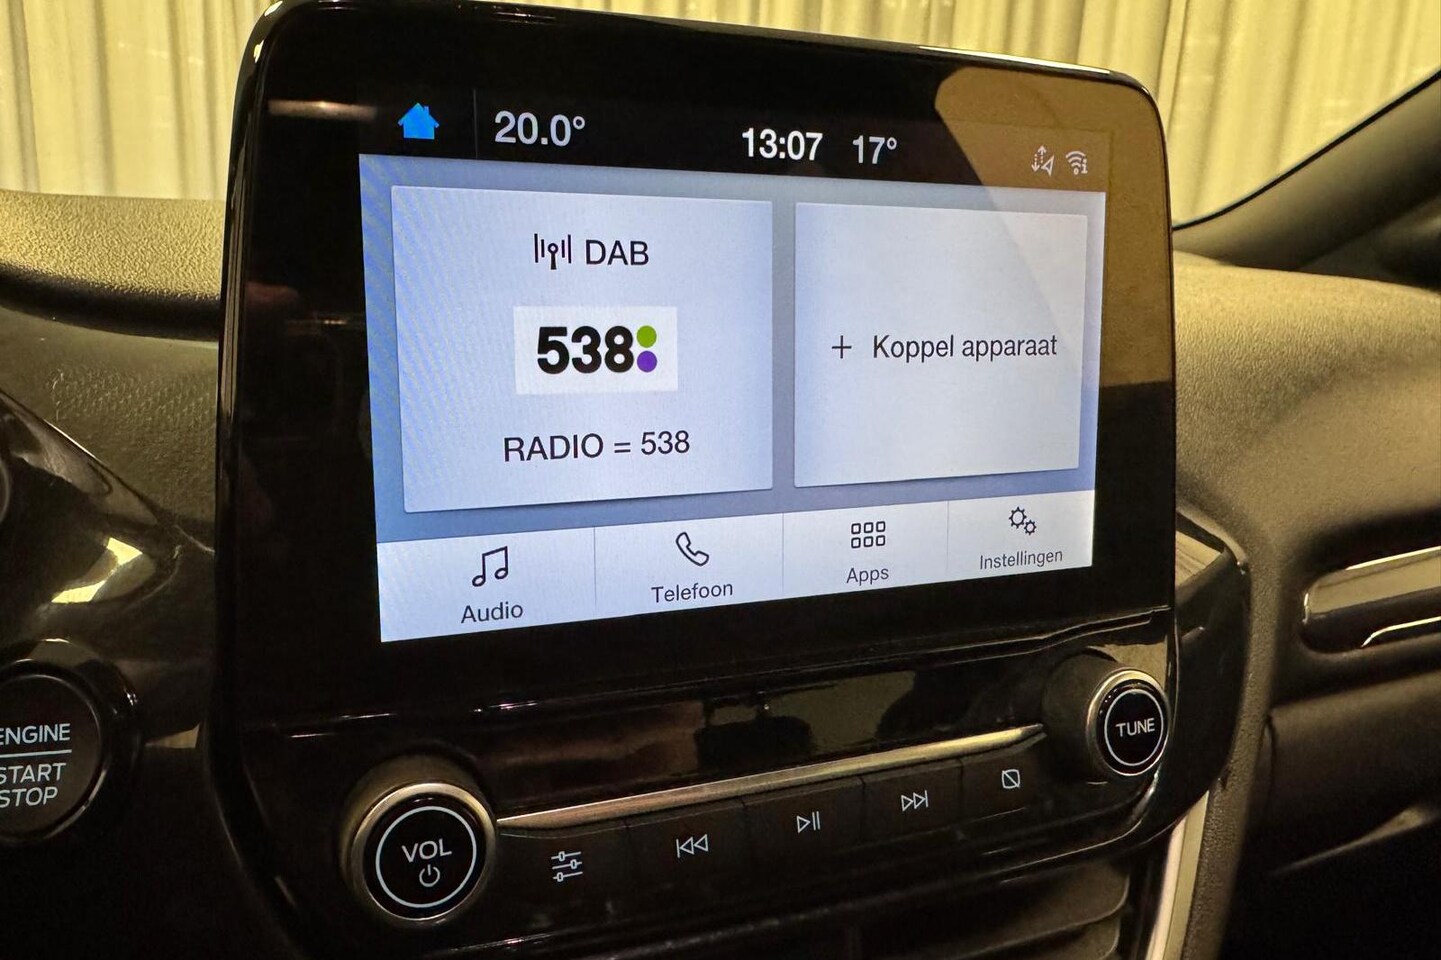 20.0°
13:07 17°
DAB
538
RADIO = 538
+ Koppel apparaat
Audio
Telefoon
Apps
Instellingen
ENGINE
START
STOP
VOL
TUNE